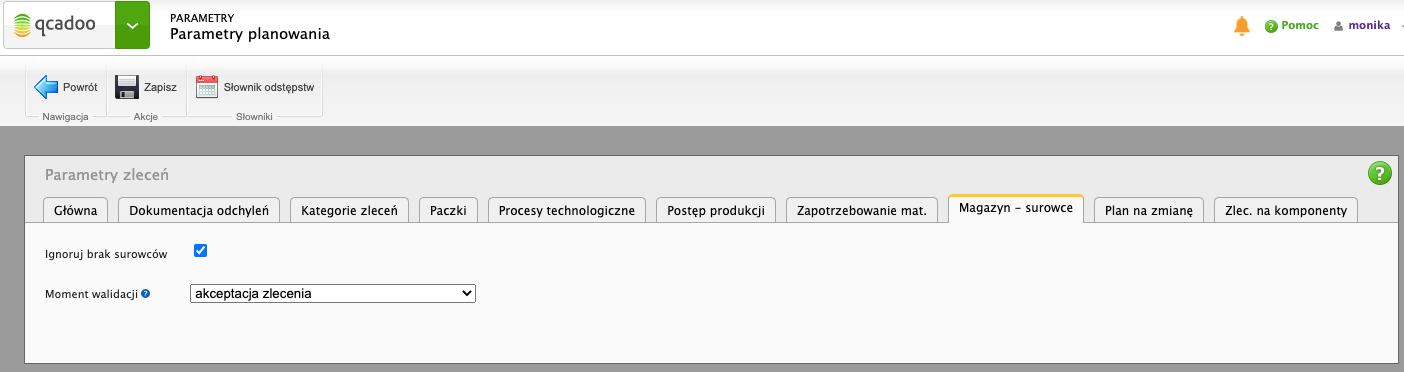 qcadoo
PARAMETRY
Parametry planowania
Pomoc
monika
Powrót
Zapisz
Słownik odstępstw
Nawigacja
Akcje
Słowniki
Parametry zleceń
?
Główna
Dokumentacja odchyleń
Kategorie zleceń
Paczki
Procesy technologiczne
Postęp produkcji
Zapotrzebowanie mat.
Magazyn - surowce
Plan na zmianę
Zlec. na komponenty
Ignoruj brak surowców
Moment walidacji ?
akceptacja zlecenia